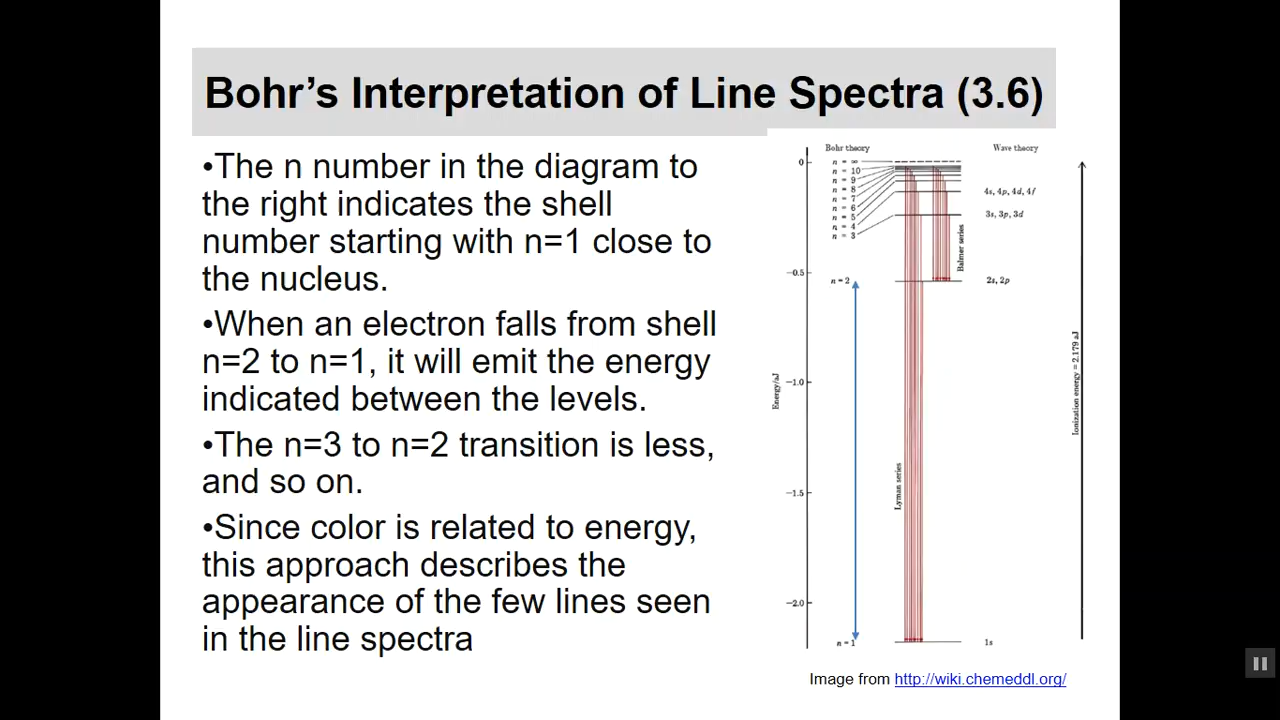 Bohr’s Interpretation of Line Spectra (3.6)
•The n number in the diagram to
the right indicates the shell
number starting with n=1 close to
the nucleus.
•When an electron falls from shell
n=2 to n=1, it will emit the energy
indicated between the levels.
•The n=3 to n=2 transition is less,
and so on.
•Since color is related to energy,
this approach describes the
appearance of the few lines seen
in the line spectra
Bohr theory
Wave theory
0
n = ∞
n = 10
n = 9
n = 8
n = 7
n = 6
n = 5
n = 4
n = 3
4s, 4p, 4d, 4f
3s, 3p, 3d
Balmer series
−0.5
n = 2
2s, 2p
Energy/aJ
−1.0
Ionization energy = 2.179 aJ
Lyman series
−1.5
−2.0
n = 1
1s
Image from http://wiki.chemeddl.org/